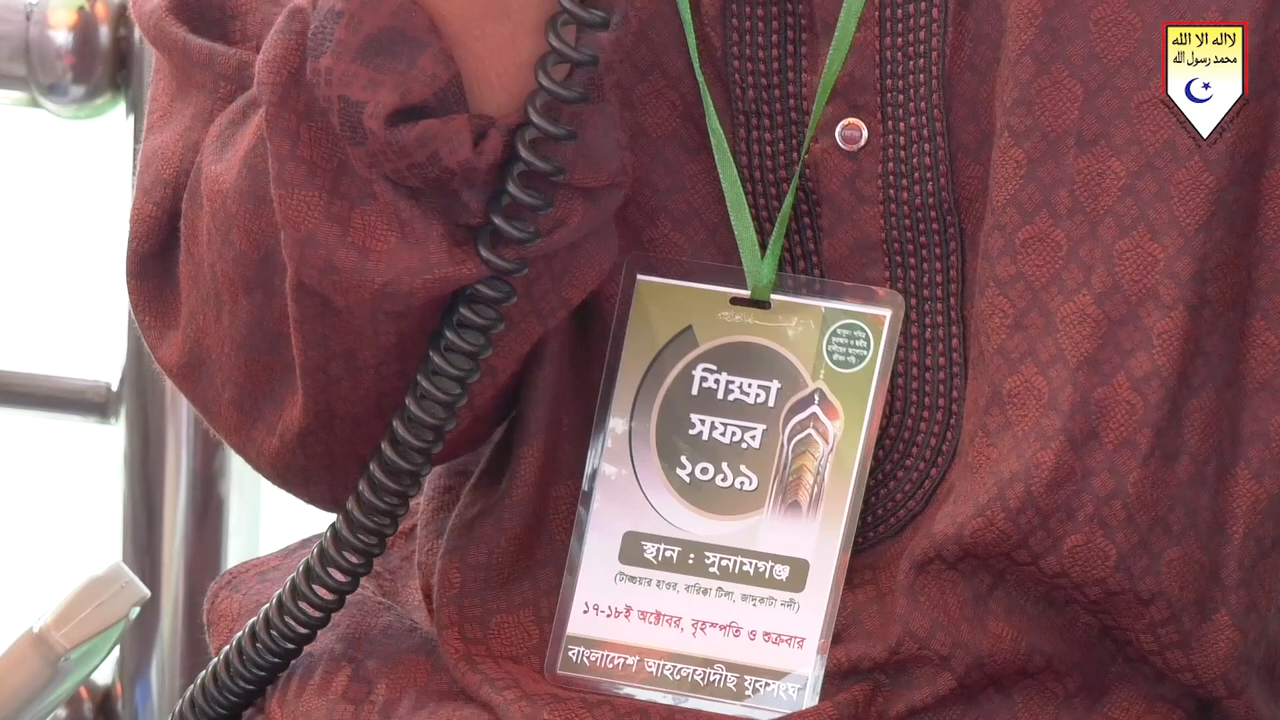 لااله الا الله
محمد رسول الله
শিক্ষা
সফর
২০১৯
স্থান : সুনামগঞ্জ
(টাঙ্গুয়ার হাওর, বারিক্কা টিলা, জাদুকাটা নদী)
১৭-১৮ই অক্টোবর, বৃহস্পতি ও শুক্রবার
বাংলাদেশ আহলেহাদীছ যুবসংঘ